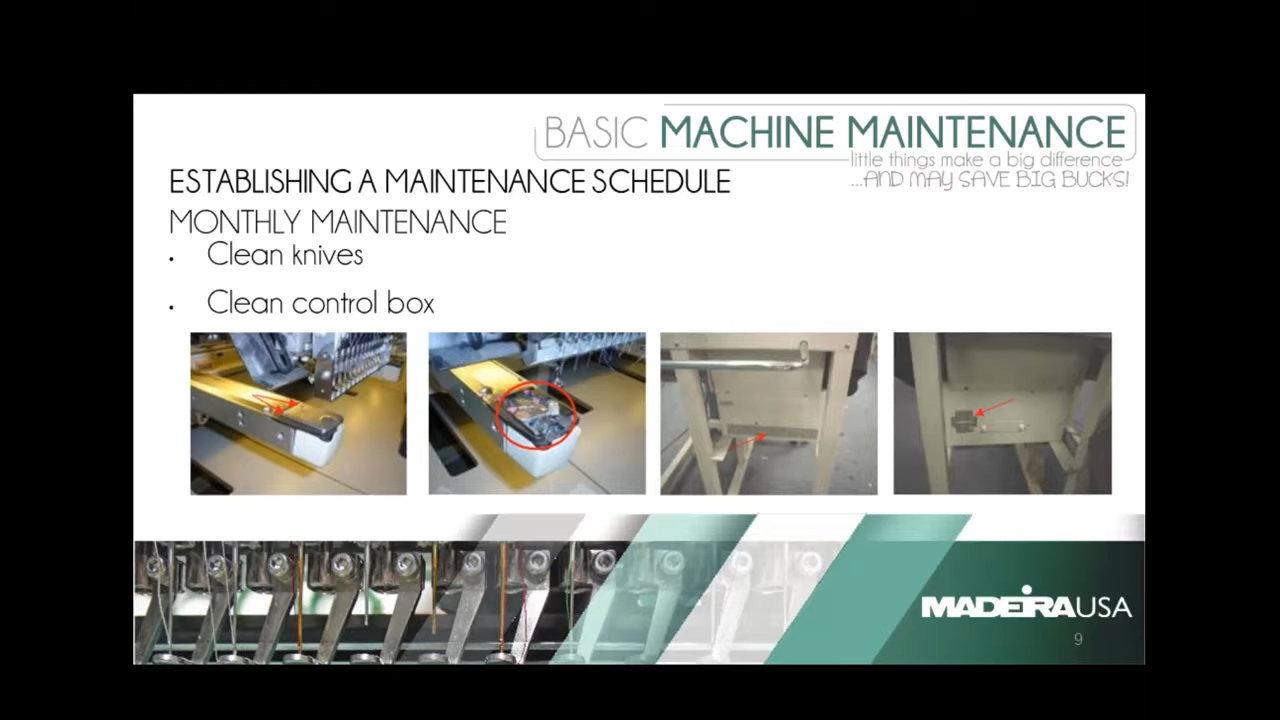 BASIC MACHINE MAINTENANCE
little things make a big difference
...AND MAY SAVE BIG BUCKS!
ESTABLISHING A MAINTENANCE SCHEDULE
MONTHLY MAINTENANCE
• Clean knives
• Clean control box
MADEIRA USA
9